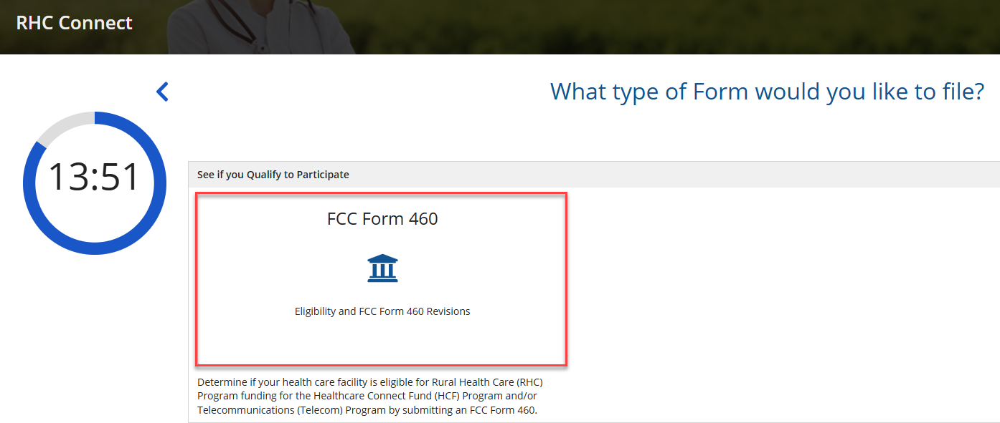 RHC Connect
What type of Form would you like to file?
13:51
See if you Qualify to Participate
FCC Form 460
Eligibility and FCC Form 460 Revisions
Determine if your health care facility is eligible for Rural Health Care (RHC)
Program funding for the Healthcare Connect Fund (HCF) Program and/or
Telecommunications (Telecom) Program by submitting an FCC Form 460.